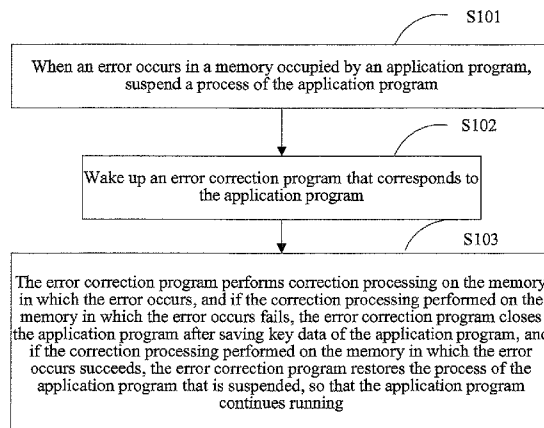 S101
When an error occurs in a memory occupied by an application program,
suspend a process of the application program
S102
Wake up an error correction program that corresponds to
the application program
S103
The error correction program performs correction processing on the memory
in which the error occurs, and if the correction processing performed on the
memory in which the error occurs fails, the error correction program closes
the application program after saving key data of the application program, and
if the correction processing performed on the memory in which the error
occurs succeeds, the error correction program restores the process of the
application program that is suspended, so that the application program
continues running